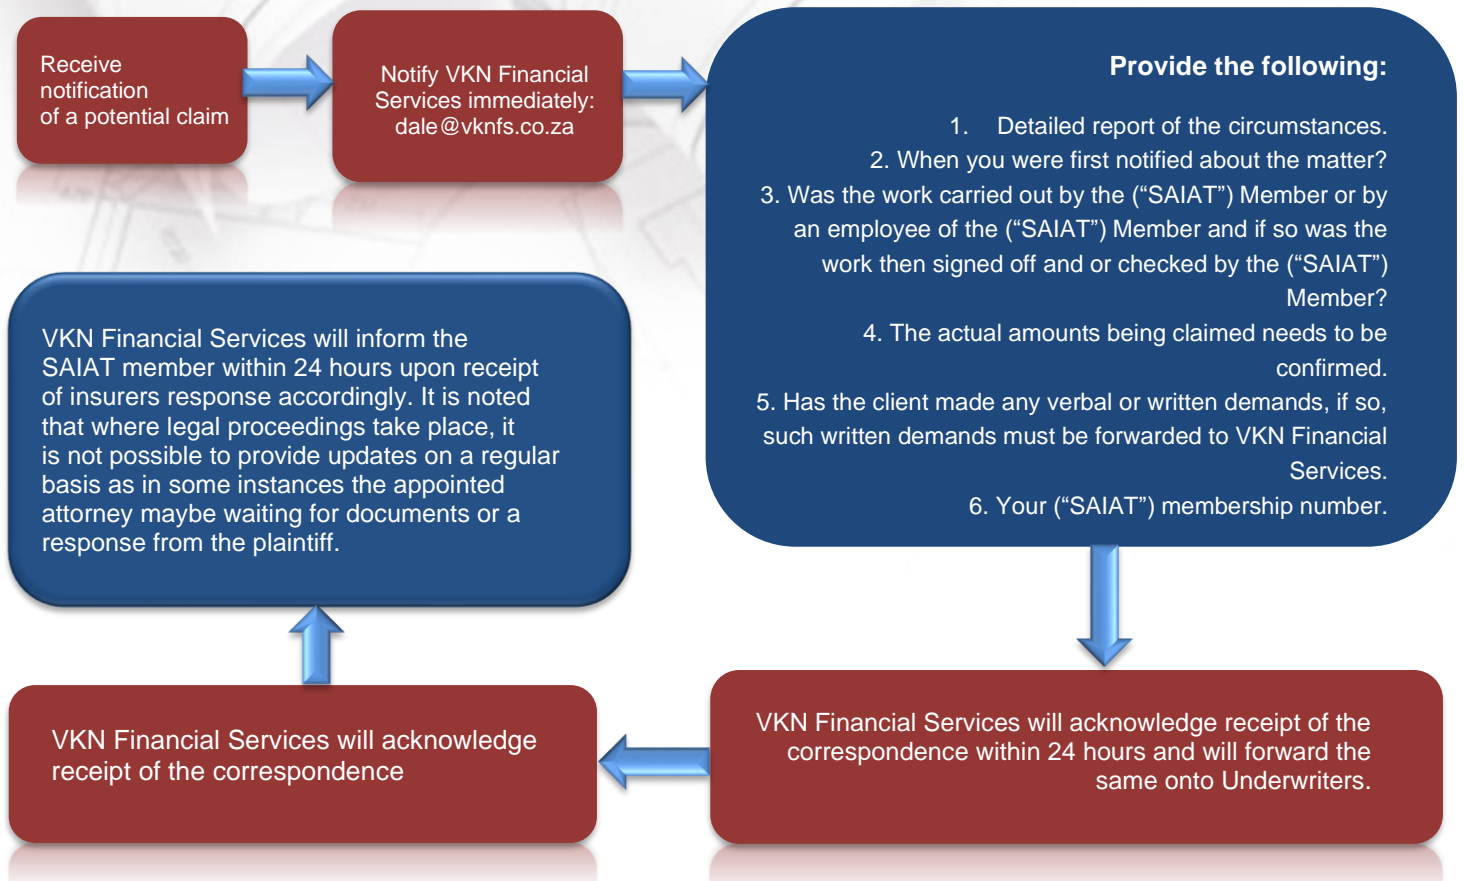 Receive
notification
of a potential claim
Notify VKN Financial
Services immediately:
dale@vknfs.co.za
Provide the following:
1. Detailed report of the circumstances.
2. When you were first notified about the matter?
3. Was the work carried out by the (“SAIAT”) Member or by
an employee of the (“SAIAT”) Member and if so was the
work then signed off and or checked by the (“SAIAT”)
Member?
4. The actual amounts being claimed needs to be
confirmed.
5. Has the client made any verbal or written demands, if so,
such written demands must be forwarded to VKN Financial
Services.
6. Your (“SAIAT”) membership number.
VKN Financial Services will acknowledge receipt of the
correspondence within 24 hours and will forward the
same onto Underwriters.
VKN Financial Services will acknowledge
receipt of the correspondence
VKN Financial Services will inform the
SAIAT member within 24 hours upon receipt
of insurers response accordingly. It is noted
that where legal proceedings take place, it
is not possible to provide updates on a regular
basis as in some instances the appointed
attorney maybe waiting for documents or a
response from the plaintiff.